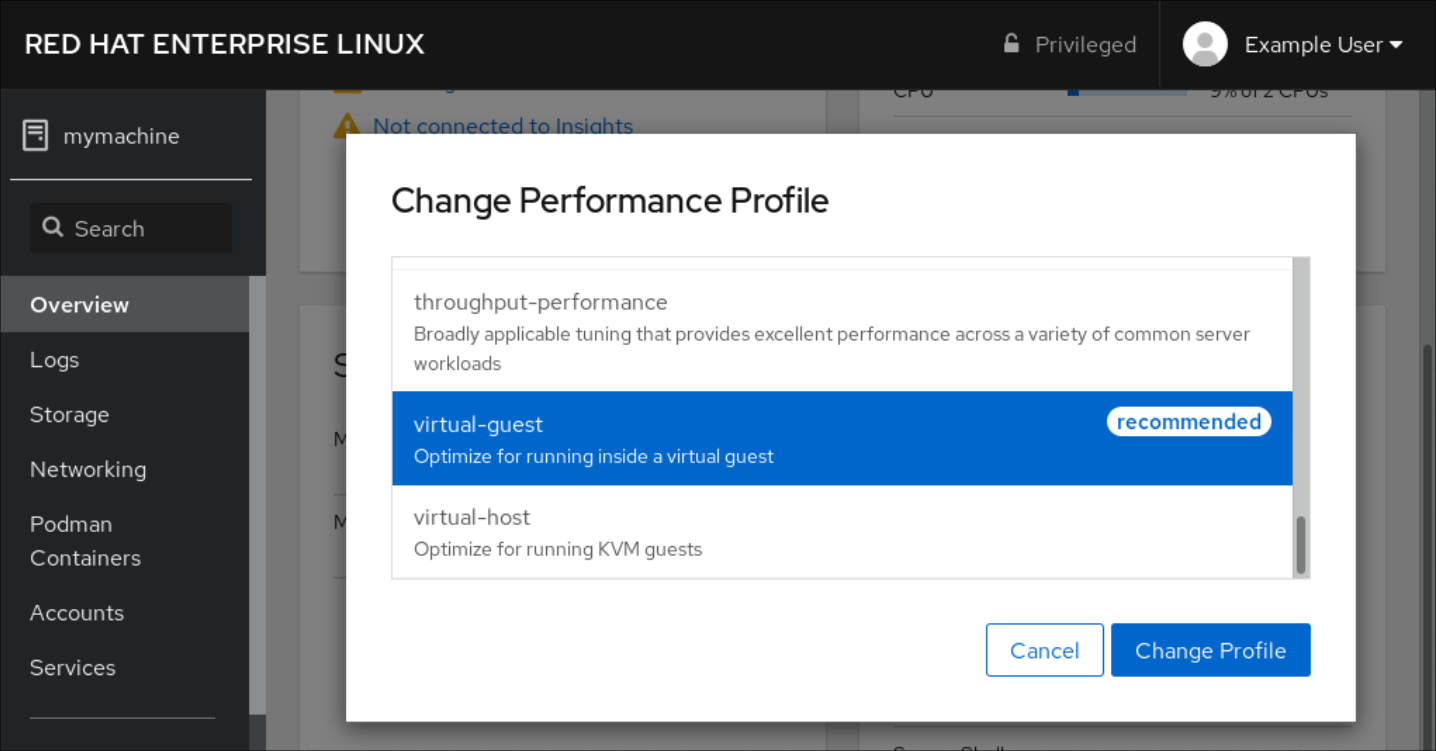 RED HAT ENTERPRISE LINUX
Privileged
Example User
mymachine
Search
Overview
Logs
Storage
Networking
Podman
Containers
Accounts
Services
CPU
9% of 2 CPUs
Not connected to Insights
Change Performance Profile
throughput-performance
Broadly applicable tuning that provides excellent performance across a variety of common server
workloads
virtual-guest
recommended
Optimize for running inside a virtual guest
virtual-host
Optimize for running KVM guests
Cancel
Change Profile